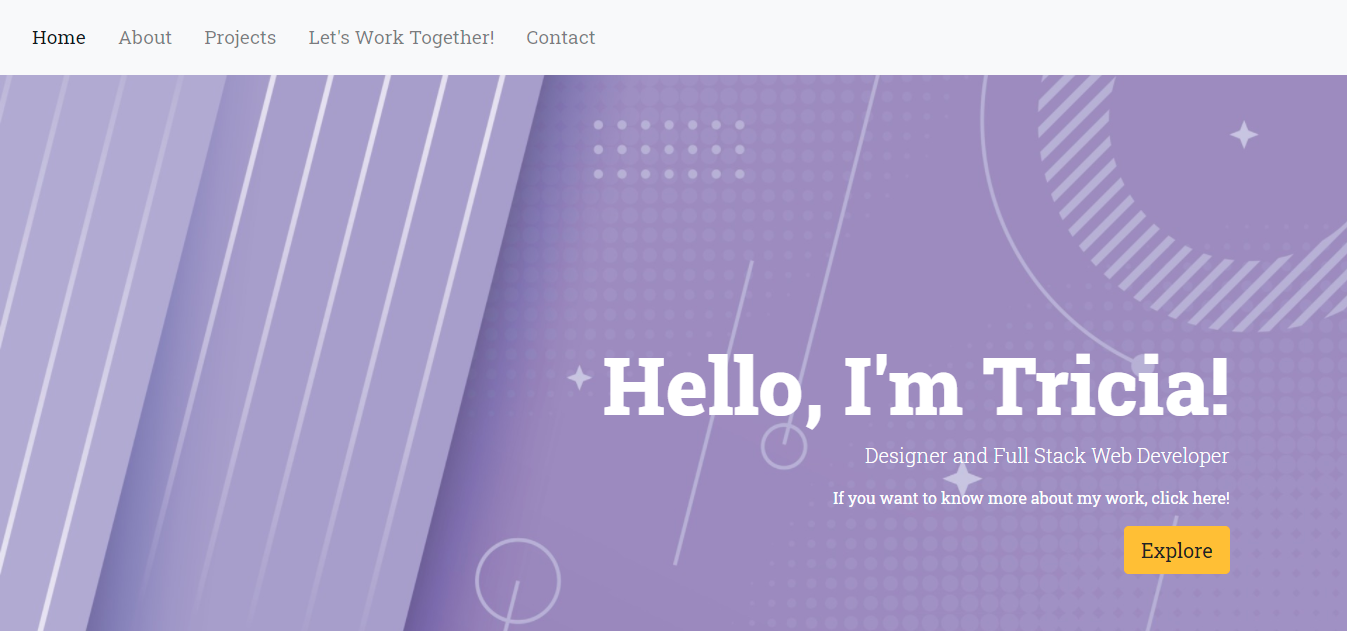 Home About Projects Let's Work Together! Contact
Hello, I'm Tricia!
Designer and Full Stack Web Developer
If you want to know more about my work, click here!
Explore